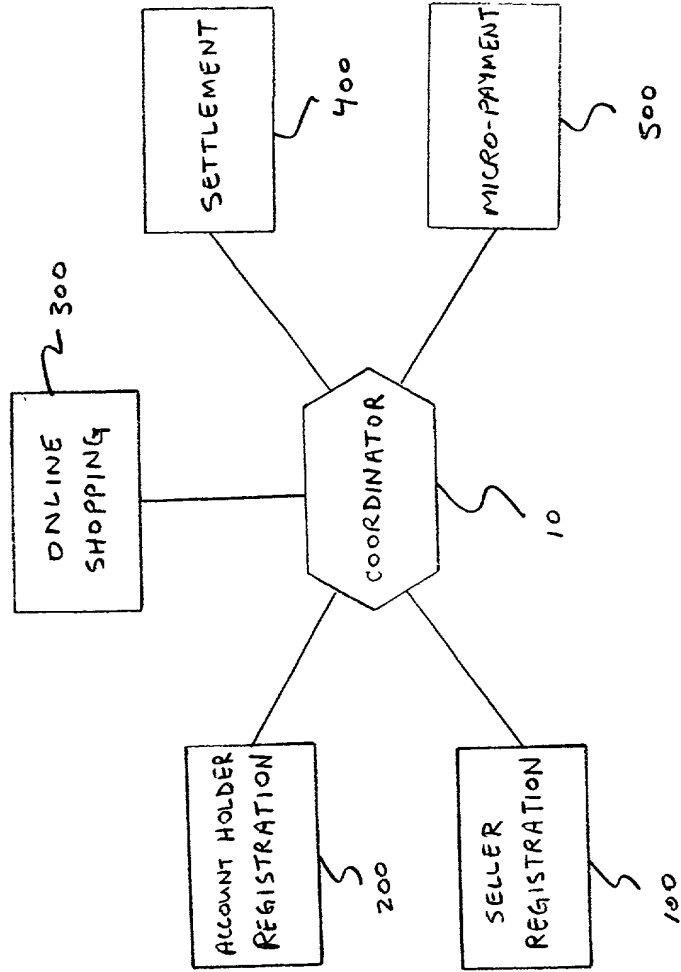 ONLINE
SHOPPING
300
ACCOUNT HOLDER
REGISTRATION
200
SETTLEMENT
400
COORDINATOR
10
SELLER
REGISTRATION
100
MICRO-PAYMENT
500